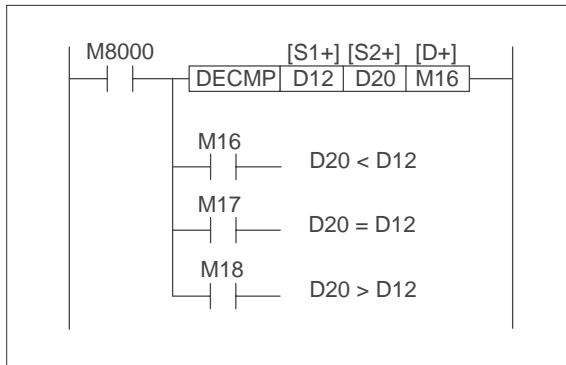 [S1+] [S2+] [D+]
M8000
DECMP D12 D20 M16
M16
D20 < D12
M17
D20 = D12
M18
D20 > D12